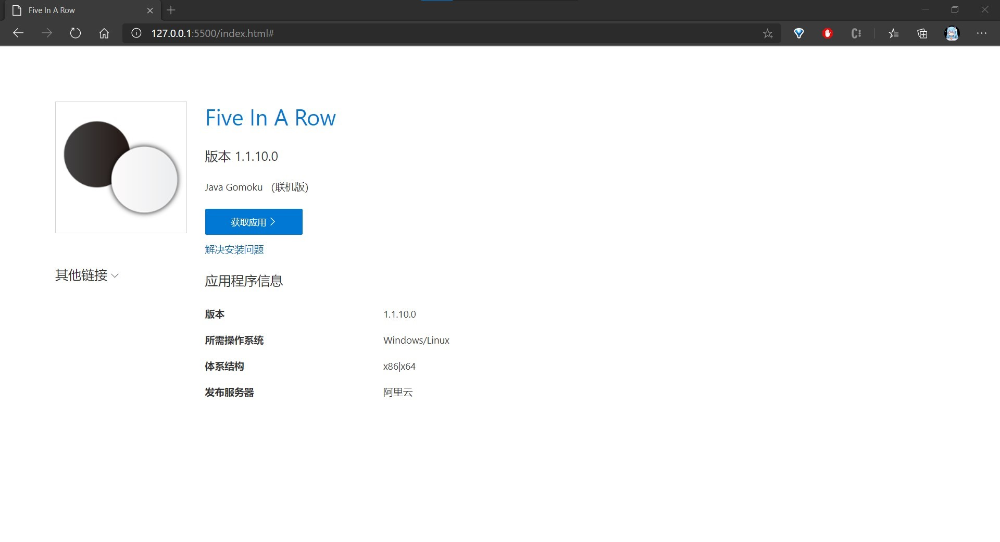 Five In A Row
127.0.0.1:5500/index.html#
Five In A Row
版本 1.1.10.0
Java Gomoku （联机版）
获取应用
解决安装问题
其他链接
应用程序信息
版本 1.1.10.0
所需操作系统 Windows/Linux
体系结构 x86|x64
发布服务器 阿里云